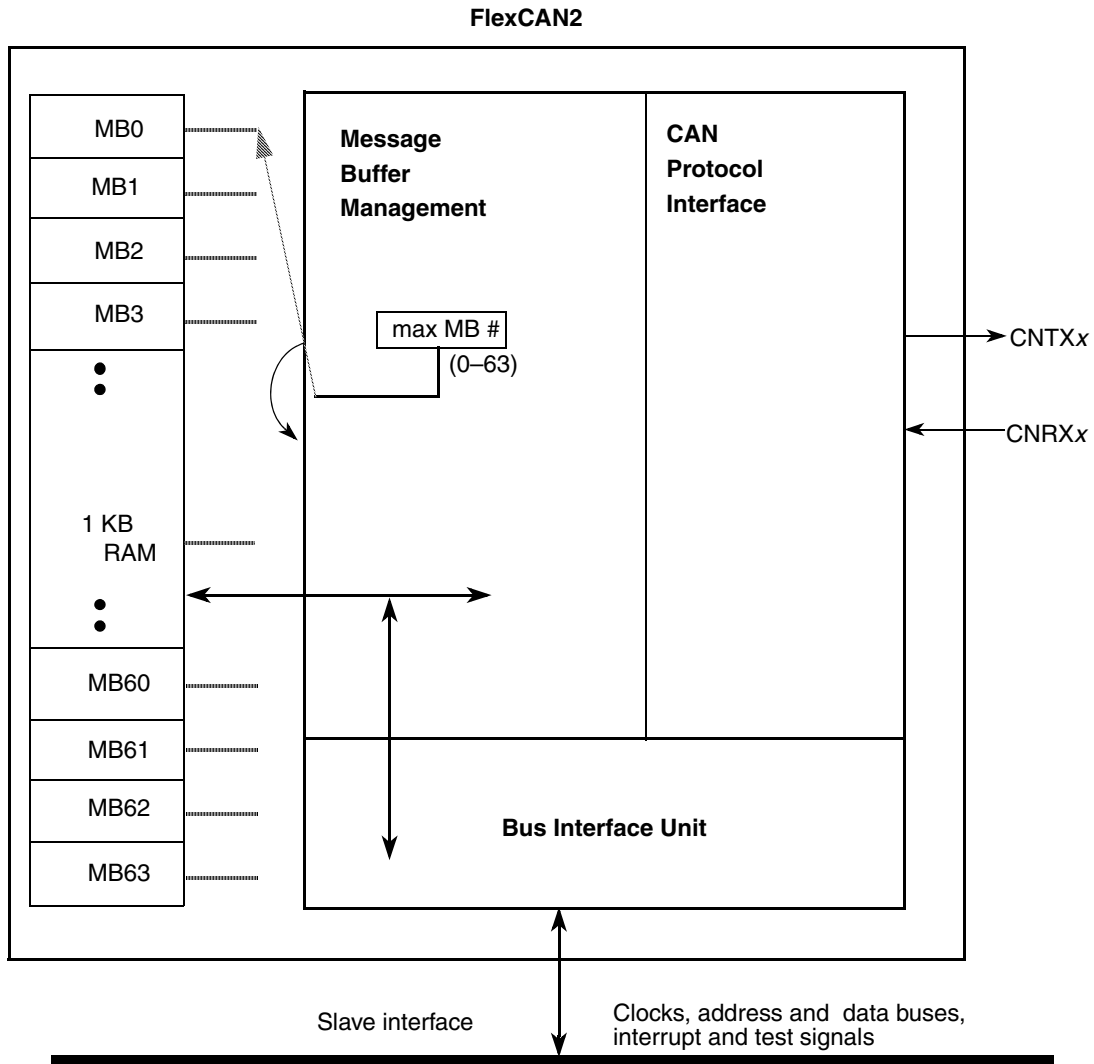 FlexCAN2
MB0
MB1
MB2
MB3
1 KB
RAM
MB60
MB61
MB62
MB63
Message
Buffer
Management
max MB #
(0–63)
CAN
Protocol
Interface
CNTXx
CNRXx
Bus Interface Unit
Slave interface
Clocks, address and data buses,
interrupt and test signals